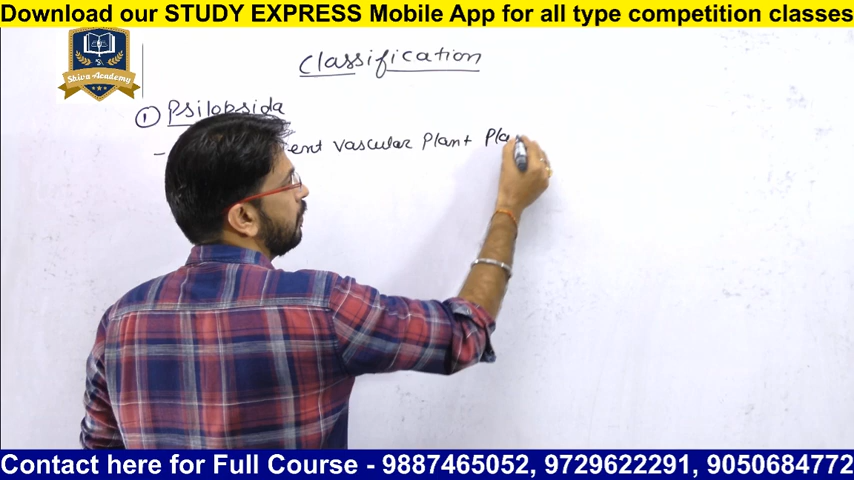 Download our STUDY EXPRESS Mobile App for all type competition classes
Shiva Academy
Classification
① Psilopsida
- ent vascular Plant Pla
Contact here for Full Course - 9887465052, 9729622291, 9050684772